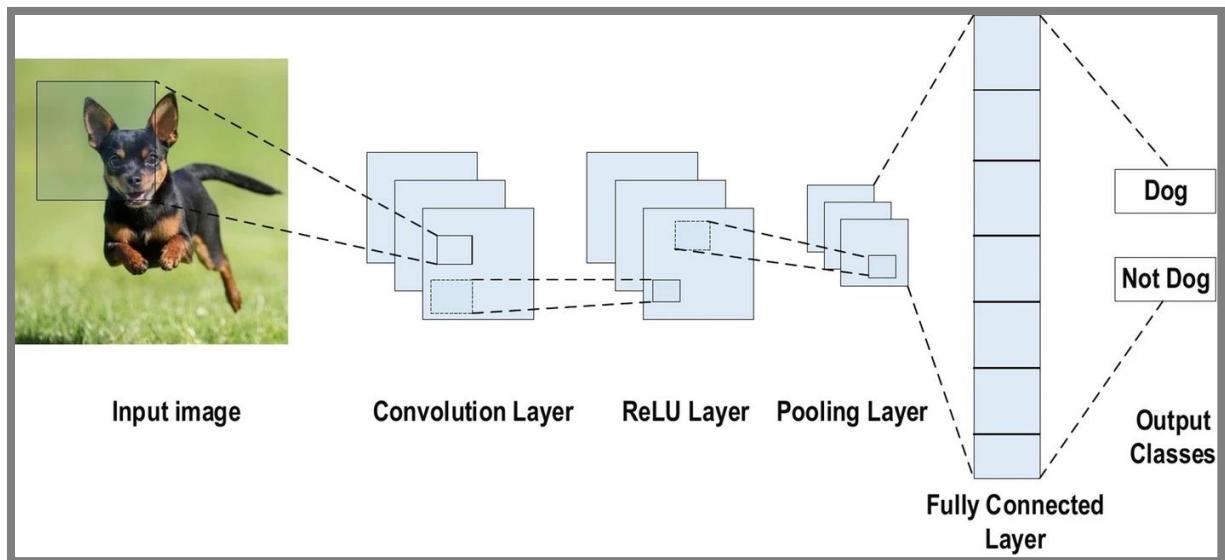 Dog
Not Dog
Input image
Convolution Layer
ReLU Layer
Pooling Layer
Output
Classes
Fully Connected
Layer